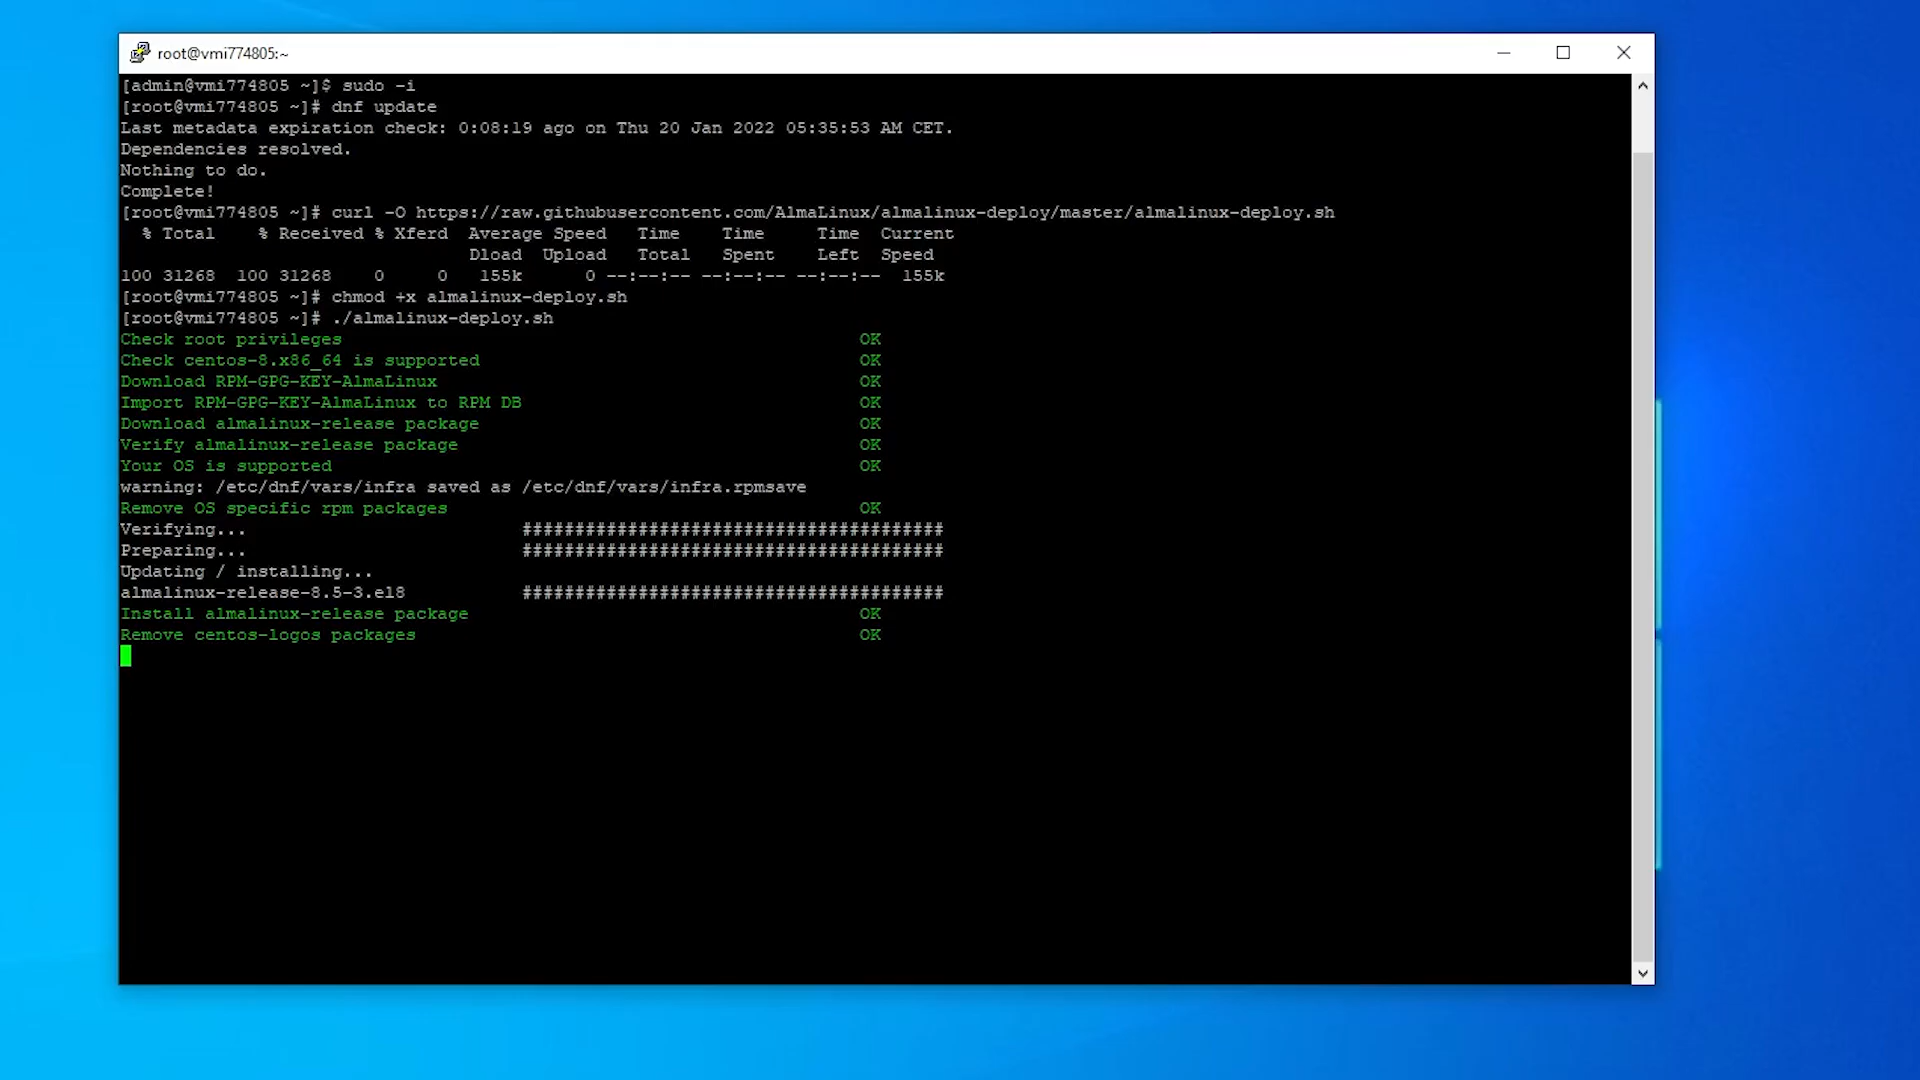 root@vmi774805:~
[admin@vmi774805 ~]$ sudo -i
[root@vmi774805 ~]# dnf update
Last metadata expiration check: 0:08:19 ago on Thu 20 Jan 2022 05:35:53 AM CET.
Dependencies resolved.
Nothing to do.
Complete!
[root@vmi774805 ~]# curl -O https://raw.githubusercontent.com/AlmaLinux/almalinux-deploy/master/almalinux-deploy.sh
  % Total    % Received % Xferd  Average Speed   Time    Time     Time  Current
                                 Dload  Upload   Total   Spent    Left  Speed
100 31268  100 31268    0     0   155k      0 --:--:-- --:--:-- --:--:--  155k
[root@vmi774805 ~]# chmod +x almalinux-deploy.sh
[root@vmi774805 ~]# ./almalinux-deploy.sh
Check root privileges                                                 OK
Check centos-8.x86_64 is supported                                    OK
Download RPM-GPG-KEY-AlmaLinux                                        OK
Import RPM-GPG-KEY-AlmaLinux to RPM DB                                OK
Download almalinux-release package                                    OK
Verify almalinux-release package                                      OK
Your OS is supported                                                  OK
warning: /etc/dnf/vars/infra saved as /etc/dnf/vars/infra.rpmsave
Remove OS specific rpm packages                                       OK
Verifying...                          ########################################
Preparing...                          ########################################
Updating / installing...
almalinux-release-8.5-3.el8           ########################################
Install almalinux-release package                                     OK
Remove centos-logos packages                                          OK